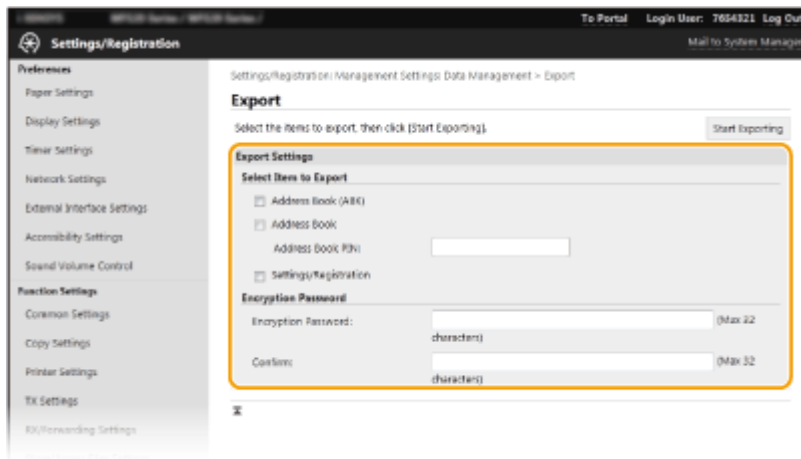 To Portal Login User: 7654321 Log Out
Settings/Registration
Mail to System Manager
Preferences
Paper Settings
Display Settings
Timer Settings
Network Settings
External Interface Settings
Accessibility Settings
Sound Volume Control
Function Settings
Common Settings
Copy Settings
Printer Settings
TX Settings
RX/Forwarding Settings
Settings/Registration: Management Settings: Data Management > Export
Export
Select the items to export, then click [Start Exporting].
Start Exporting
Export Settings
Select Item to Export
Address Book (ABK)
Address Book
Address Book PIN:
Settings/Registration
Encryption Password
Encryption Password:
(Max 32
characters)
Confirm:
(Max 32
characters)